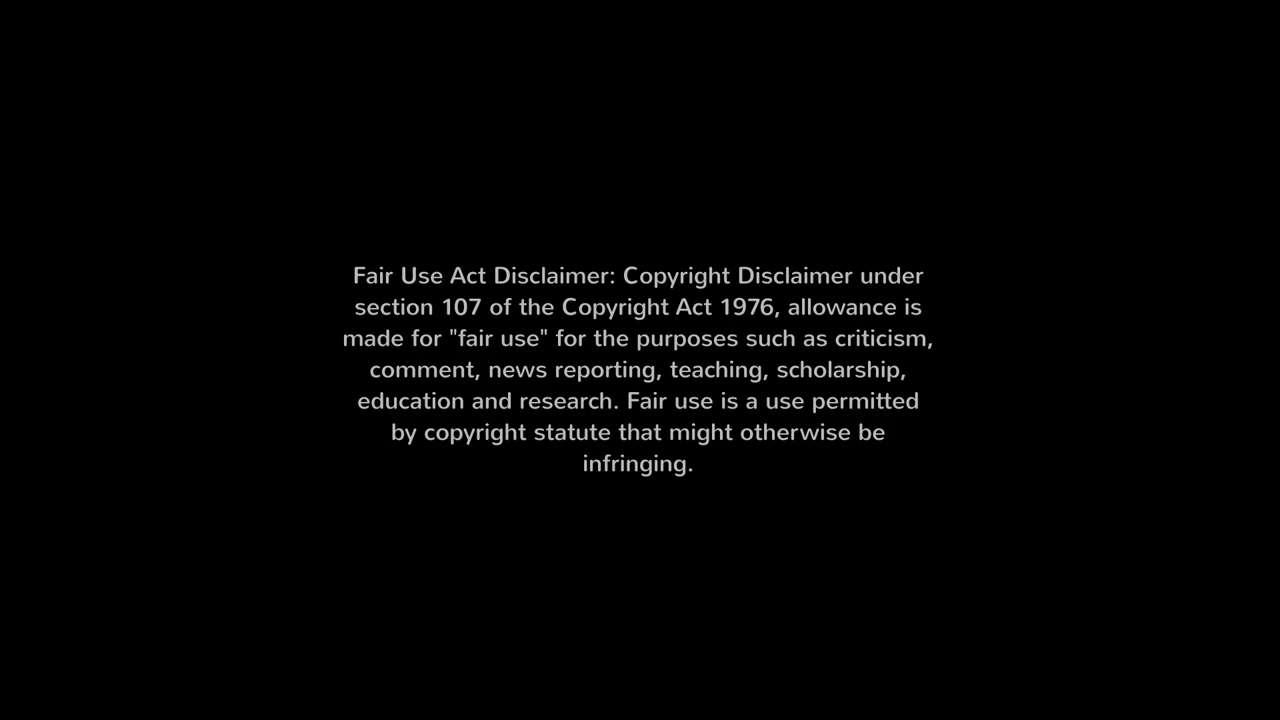 Fair Use Act Disclaimer: Copyright Disclaimer under
section 107 of the Copyright Act 1976, allowance is
made for "fair use" for the purposes such as criticism,
comment, news reporting, teaching, scholarship,
education and research. Fair use is a use permitted
by copyright statute that might otherwise be
infringing.